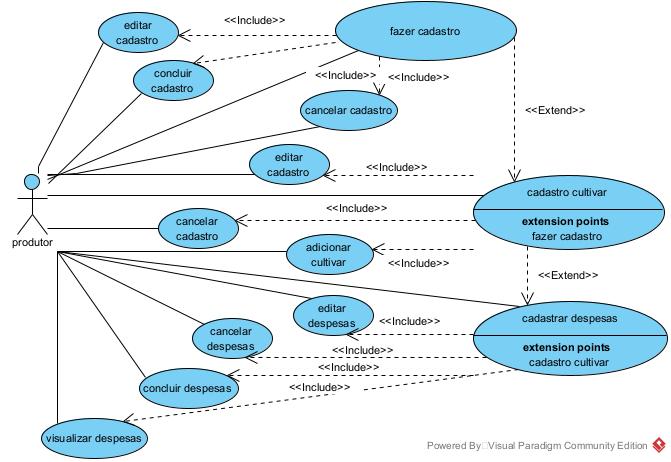 editar
cadastro
<<Include>>
fazer cadastro
concluir
cadastro
<<Include>>
<<Include>>
cancelar cadastro
<<Extend>>
editar
cadastro
<<Include>>
cadastro cultivar
extension points
fazer cadastro
<<Include>>
cancelar
cadastro
produtor
adicionar
cultivar
<<Include>>
<<Extend>>
editar
despesas
<<Include>>
cadastrar despesas
extension points
cadastro cultivar
cancelar
despesas
<<Include>>
<<Include>>
concluir despesas
<<Include>>
visualizar despesas
Powered By Visual Paradigm Community Edition